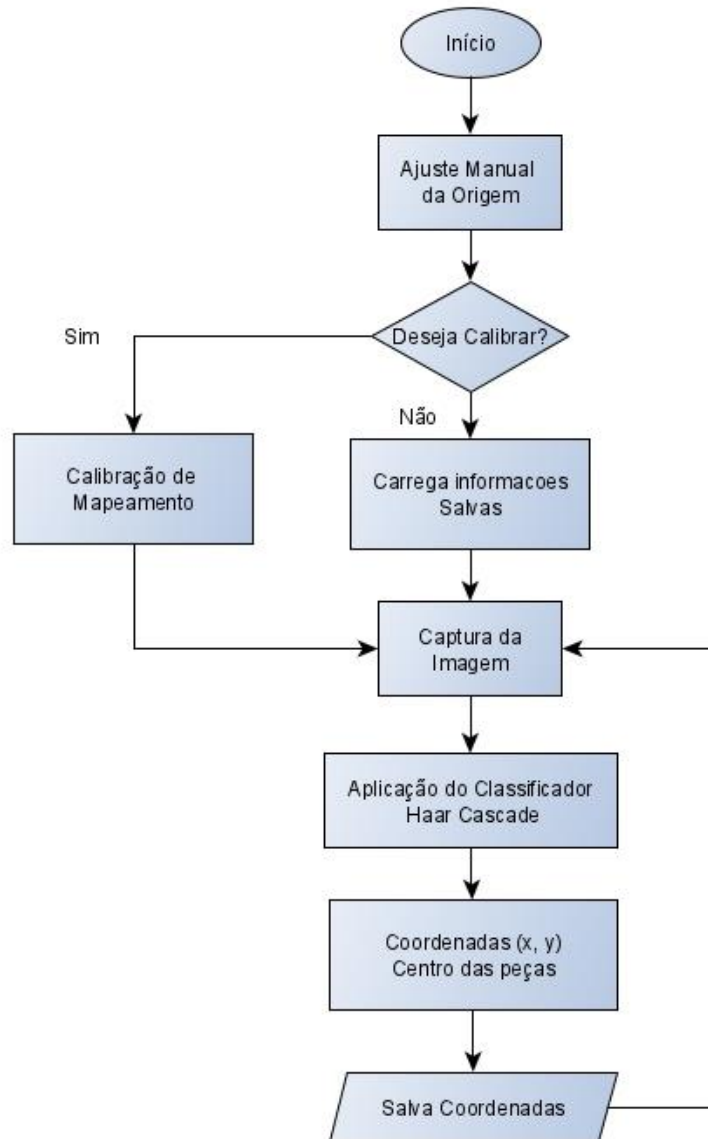 Início
Ajuste Manual
da Origem
Deseja Calibrar?
Sim
Não
Calibração de
Mapeamento
Carrega informacoes
Salvas
Captura da
Imagem
Aplicação do Classificador
Haar Cascade
Coordenadas (x, y)
Centro das peças
Salva Coordenadas